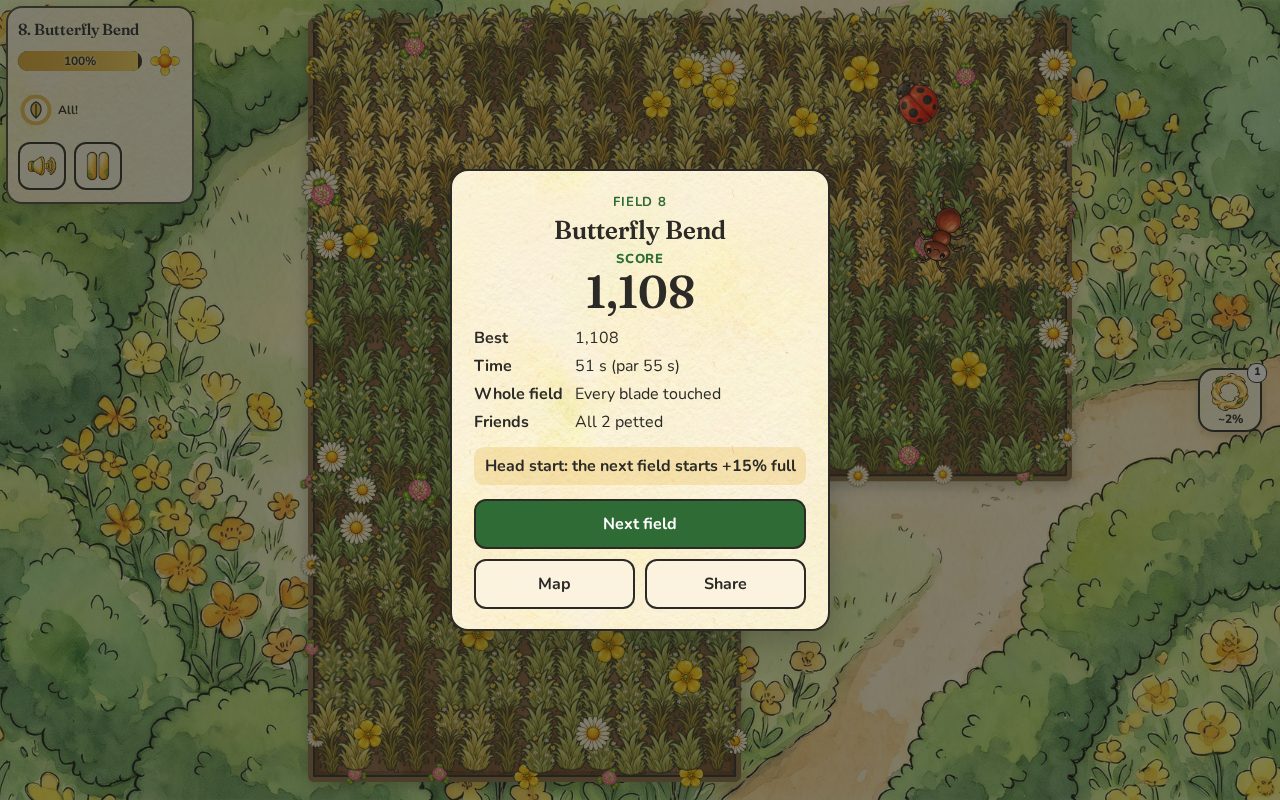 8. Butterfly Bend
100%
All!
FIELD 8
Butterfly Bend
SCORE
1,108
Best 1,108
Time 51 s (par 55 s)
Whole field Every blade touched
Friends All 2 petted
Head start: the next field starts +15% full
Next field
Map Share
1
~2%